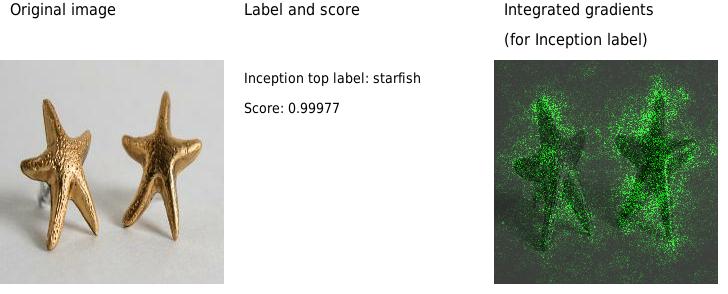 Original image
Label and score
Integrated gradients
(for Inception label)
Inception top label: starfish
Score: 0.99977